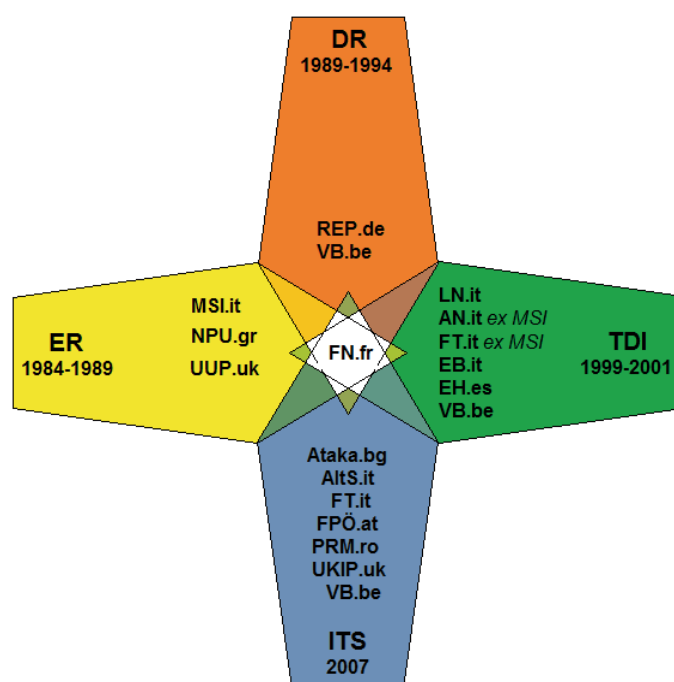 DR
1989-1994
REP.de
VB.be
MSI.it
NPU.gr
UUP.uk
ER
1984-1989
FN.fr
LN.it
AN.it ex MSI
FT.it ex MSI
EB.it
EH.es
VB.be
TDI
1999-2001
Ataka.bg
AltS.it
FT.it
FPÖ.at
PRM.ro
UKIP.uk
VB.be
ITS
2007